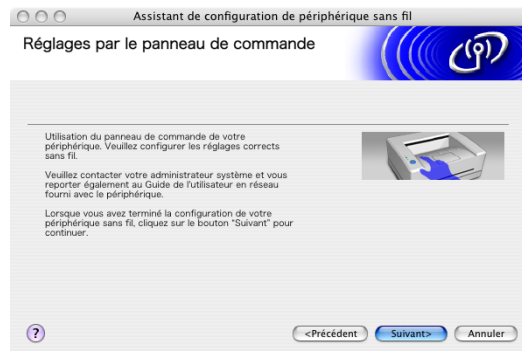 Assistant de configuration de périphérique sans fil
Réglages par le panneau de commande
Utilisation du panneau de commande de votre
périphérique. Veuillez configurer les réglages corrects
sans fil.
Veuillez contacter votre administrateur système et vous
reporter également au Guide de l'utilisateur en réseau
fourni avec le périphérique.
Lorsque vous avez terminé la configuration de votre
périphérique sans fil, cliquez sur le bouton "Suivant" pour
continuer.
? <Précédent Suivant> Annuler